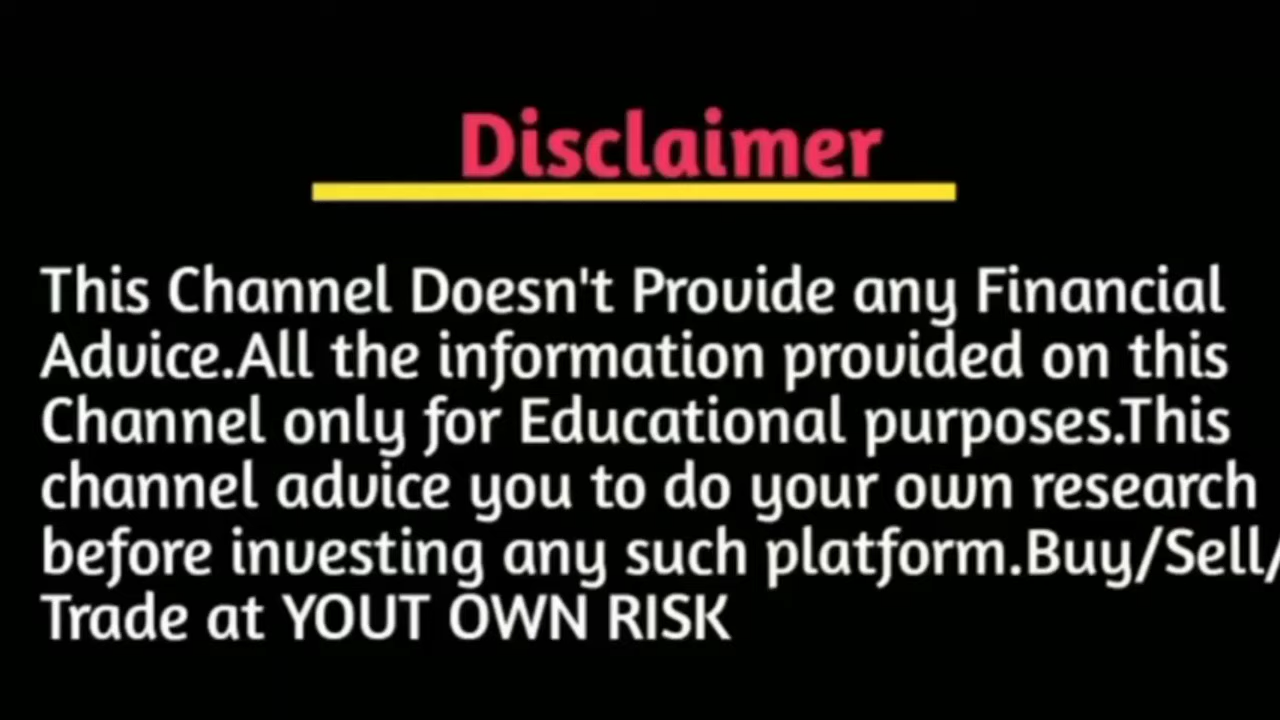 Disclaimer
This Channel Doesn't Provide any Financial
Advice.All the information provided on this
Channel only for Educational purposes.This
channel advice you to do your own research
before investing any such platform.Buy/Sell/
Trade at YOUT OWN RISK